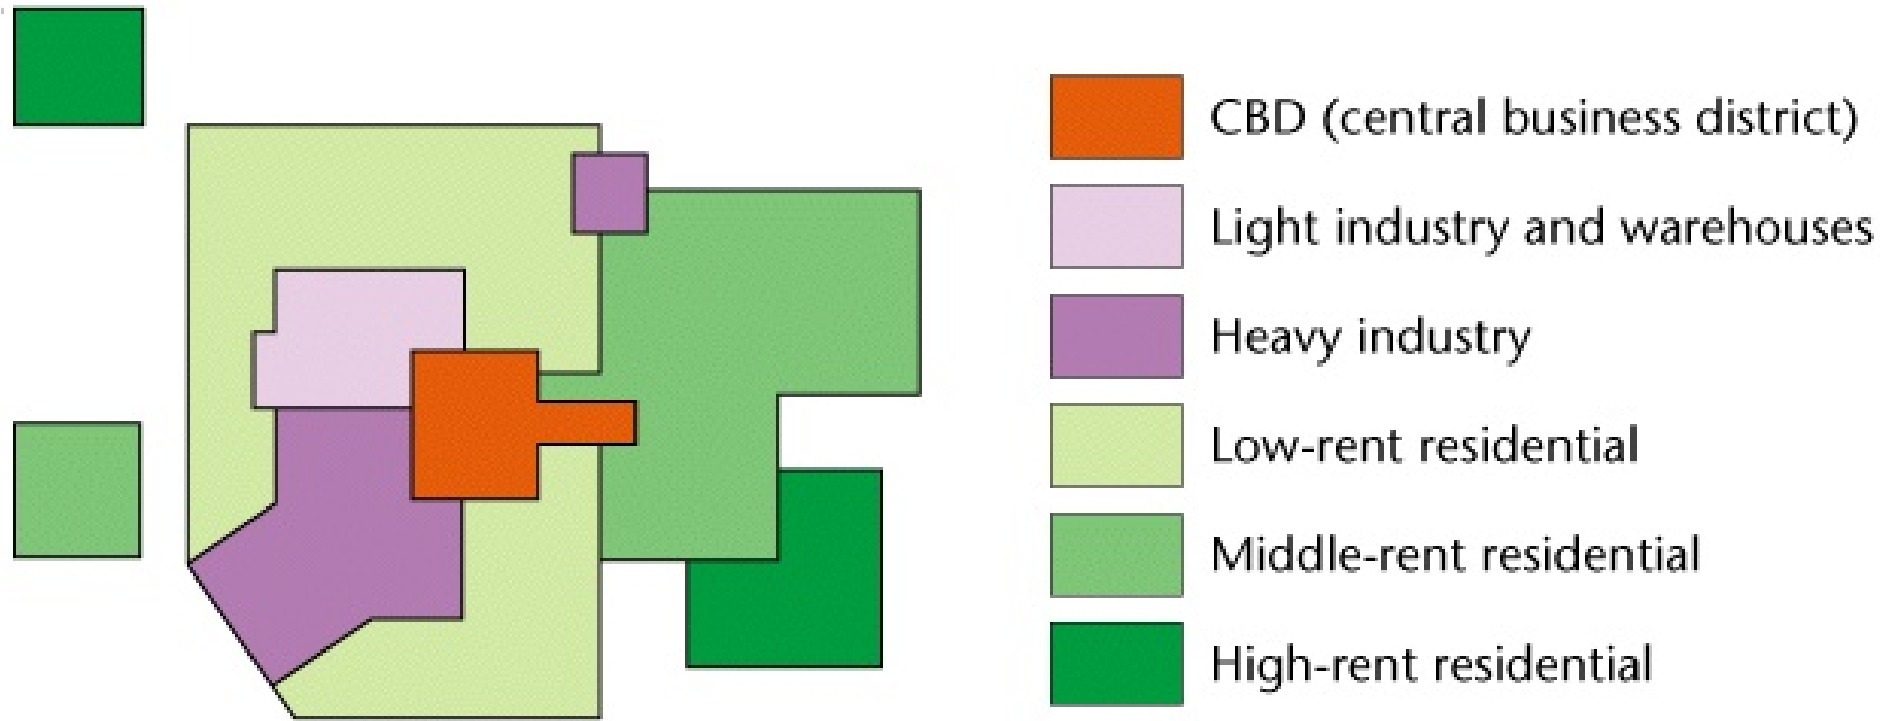 CBD (central business district)
Light industry and warehouses
Heavy industry
Low-rent residential
Middle-rent residential
High-rent residential